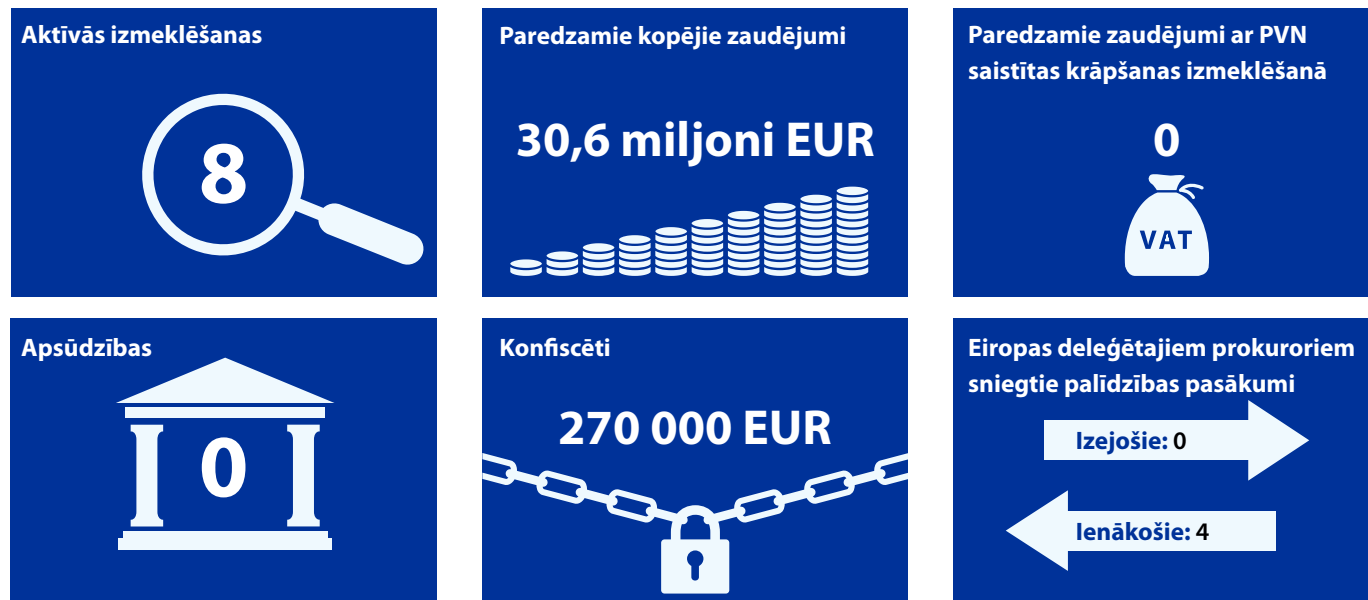 Aktīvās izmeklēšanas
8
Paredzamie kopējie zaudējumi
30,6 miljoni EUR
Paredzamie zaudējumi ar PVN
saistītas krāpšanas izmeklēšanā
0
VAT
Apsūdzības
0
Konfiscēti
270 000 EUR
Eiropas deleģētajiem prokuroriem
sniegtie palīdzības pasākumi
Izejošie: 0
Ienākošie: 4